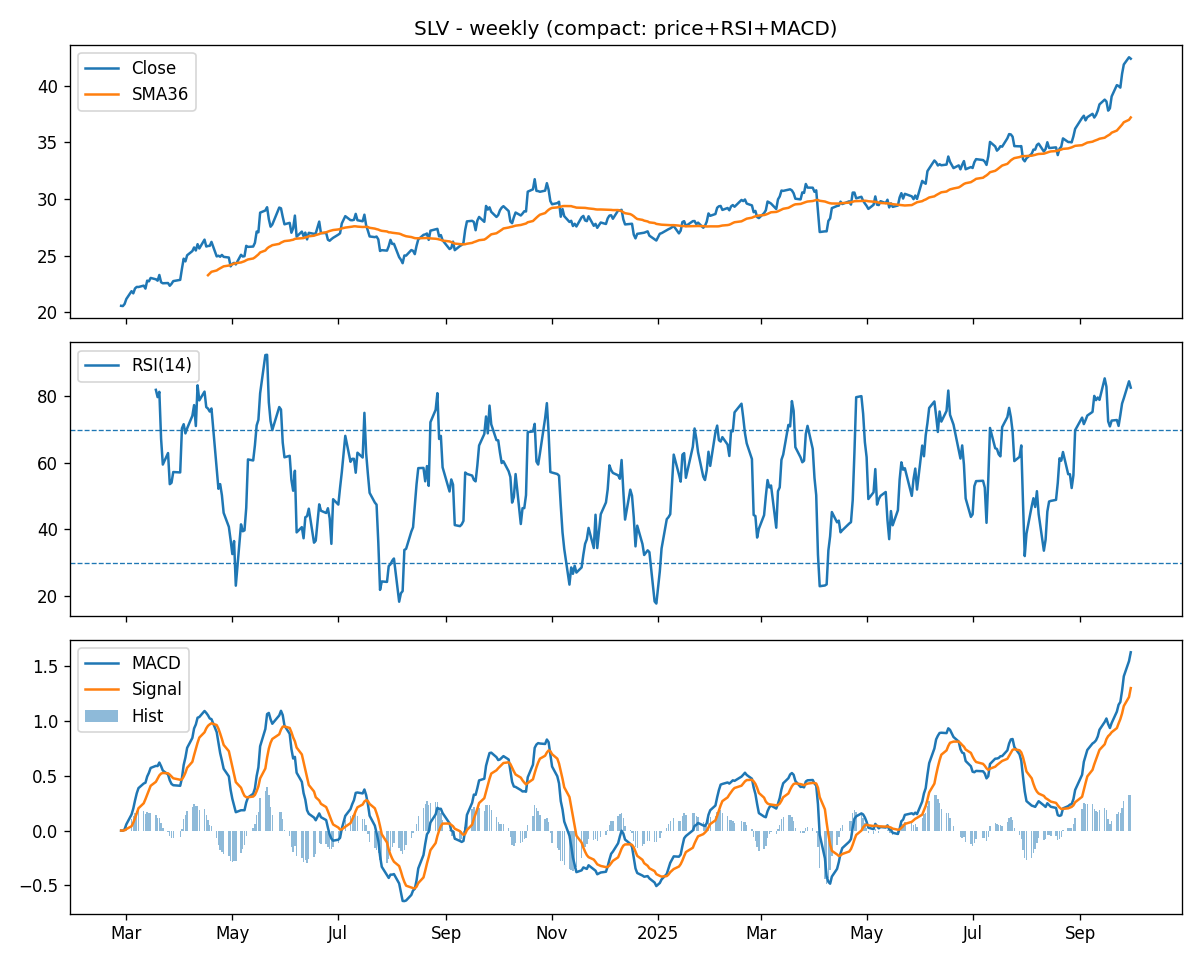 SLV - weekly (compact: price+RSI+MACD)
Close
SMA36
40
35
30
25
20
RSI(14)
80
60
40
20
MACD
Signal
Hist
1.5
1.0
0.5
0.0
−0.5
Mar May Jul Sep Nov 2025 Mar May Jul Sep